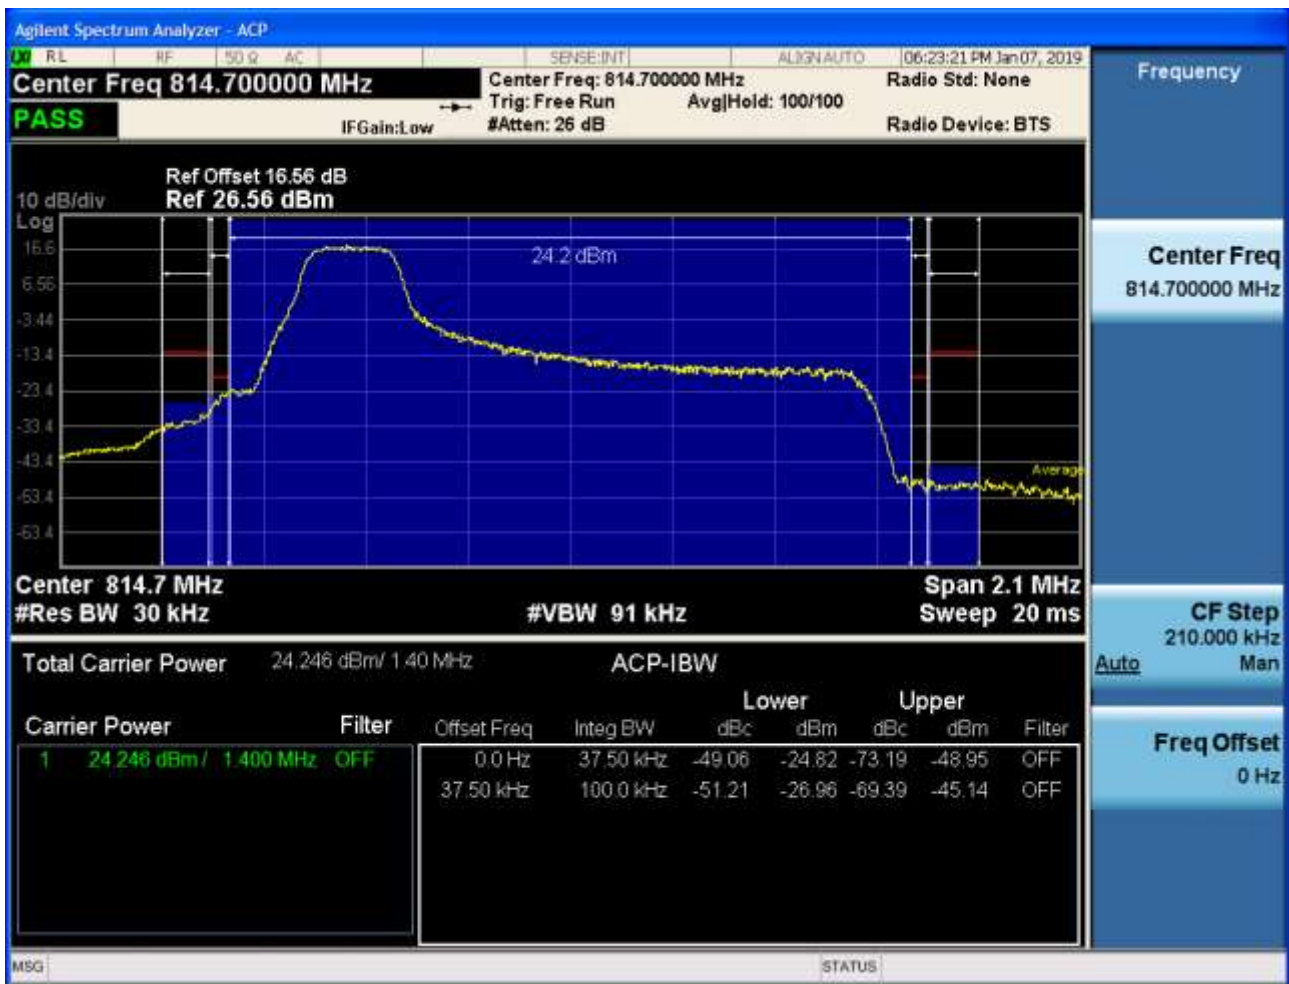 Agilent Spectrum Analyzer - ACP
LXI RL RF 50 Ω AC SENSE:INT ALIGN AUTO 06:23:21 PM Jan 07, 2019
Center Freq 814.700000 MHz
Center Freq: 814.700000 MHz
Radio Std: None
Trig: Free Run Avg|Hold: 100/100
PASS
IFGain:Low
#Atten: 26 dB
Radio Device: BTS
Ref Offset 16.56 dB
10 dB/div Ref 26.56 dBm
Log
16.6
6.56
-3.44
-13.4
-23.4
-33.4
-43.4
-53.4
-63.4
24.2 dBm
Average
Center 814.7 MHz Span 2.1 MHz
#Res BW 30 kHz #VBW 91 kHz Sweep 20 ms
Total Carrier Power 24.246 dBm/ 1.40 MHz ACP-IBW
Lower Upper
Carrier Power Filter
Offset Freq Integ BW dBc dBm dBc dBm Filter
1 24.246 dBm / 1.400 MHz OFF
0.0 Hz 37.50 kHz -49.06 -24.82 -73.19 -48.95 OFF
37.50 kHz 100.0 kHz -51.21 -26.96 -69.39 -45.14 OFF
MSG STATUS
Frequency
Center Freq
814.700000 MHz
CF Step
210.000 kHz
Auto Man
Freq Offset
0 Hz